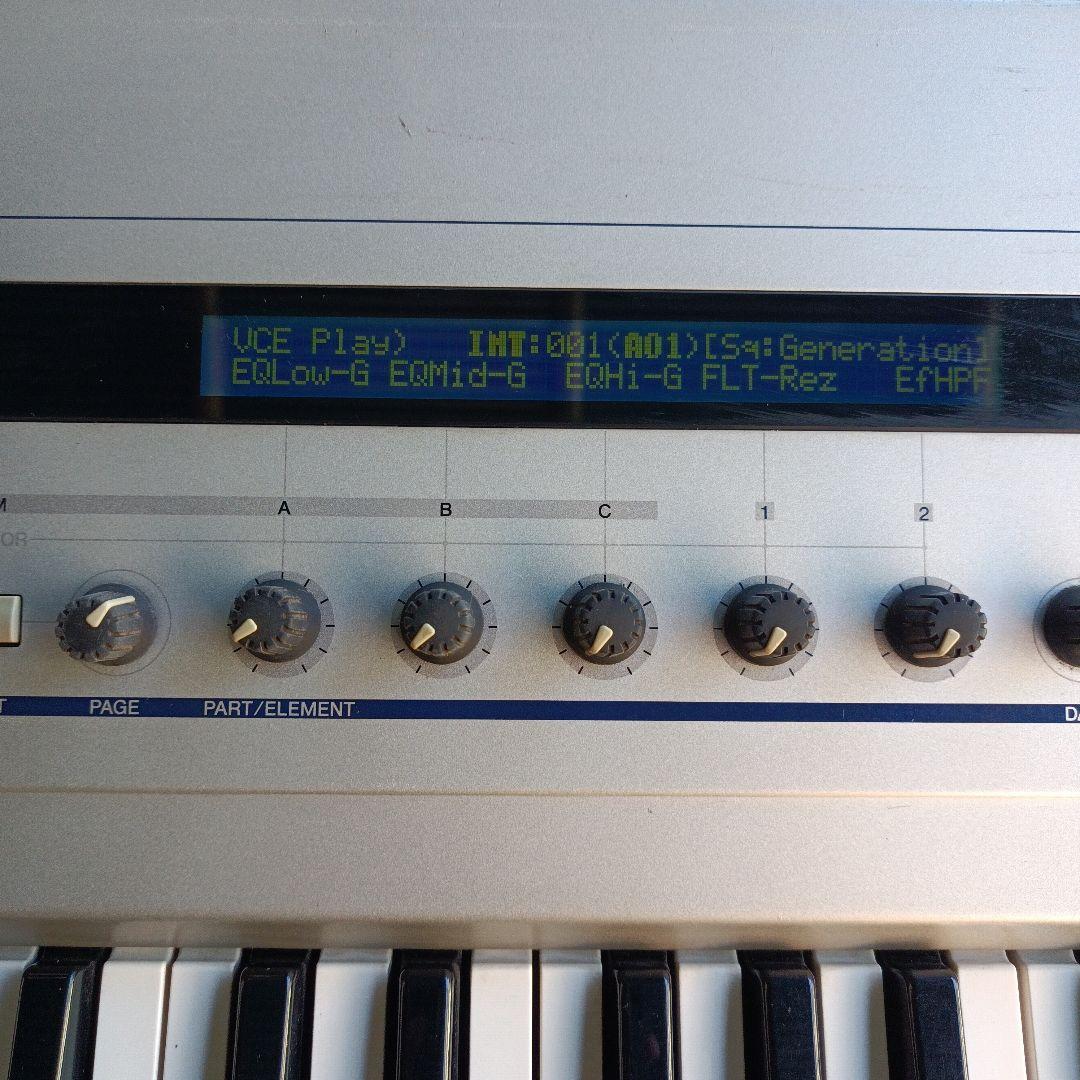 VCE Play) INT:001(A01)[Sq:Generation]
EQLow-G EQMid-G EQHi-G FLT-Rez EfHPF
A B C 1 2
PAGE PART/ELEMENT